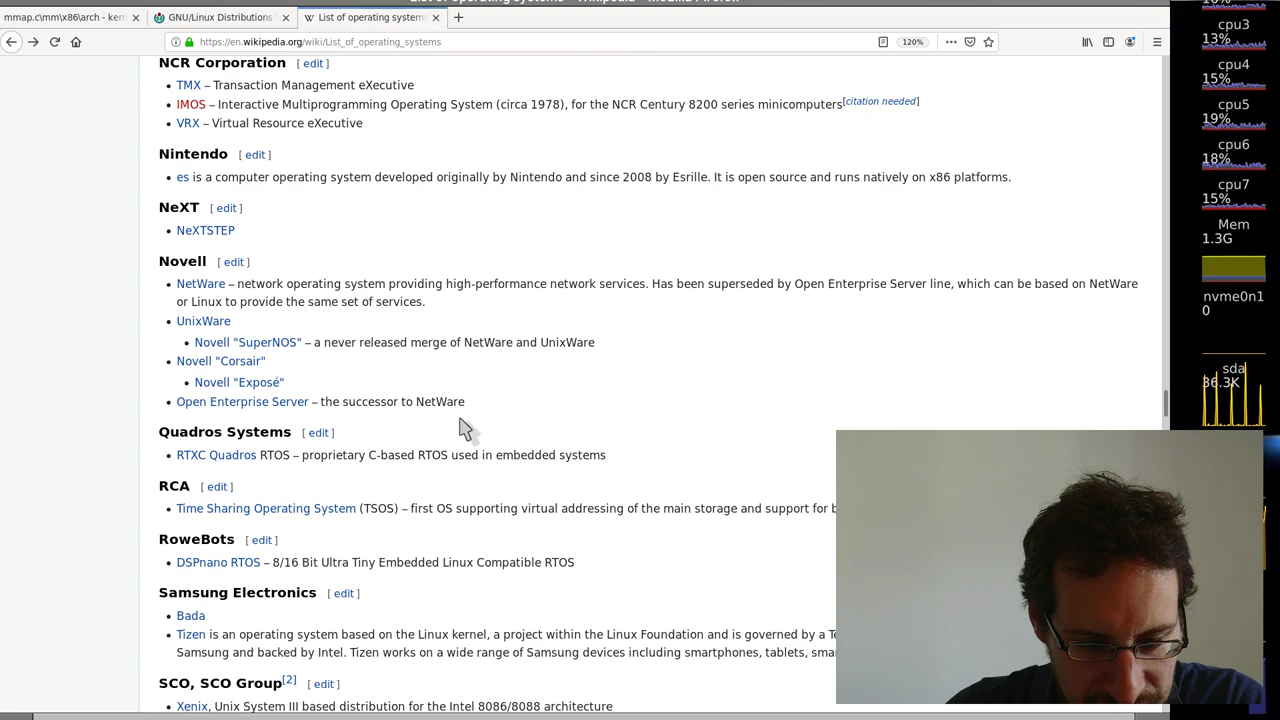 List of operating systems - Wikipedia - Mozilla Firefox
mmap.c\mm\x86\arch - kern
GNU/Linux Distributions
List of operating systems
https://en.wikipedia.org/wiki/List_of_operating_systems
120%
NCR Corporation [ edit ]
• TMX – Transaction Management eXecutive
• IMOS – Interactive Multiprogramming Operating System (circa 1978), for the NCR Century 8200 series minicomputers[citation needed]
• VRX – Virtual Resource eXecutive
Nintendo [ edit ]
• es is a computer operating system developed originally by Nintendo and since 2008 by Esrille. It is open source and runs natively on x86 platforms.
NeXT [ edit ]
• NeXTSTEP
Novell [ edit ]
• NetWare – network operating system providing high-performance network services. Has been superseded by Open Enterprise Server line, which can be based on NetWare
or Linux to provide the same set of services.
• UnixWare
• Novell "SuperNOS" – a never released merge of NetWare and UnixWare
• Novell "Corsair"
• Novell "Exposé"
• Open Enterprise Server – the successor to NetWare
Quadros Systems [ edit ]
• RTXC Quadros RTOS – proprietary C-based RTOS used in embedded systems
RCA [ edit ]
• Time Sharing Operating System (TSOS) – first OS supporting virtual addressing of the main storage and support for b
RoweBots [ edit ]
• DSPnano RTOS – 8/16 Bit Ultra Tiny Embedded Linux Compatible RTOS
Samsung Electronics [ edit ]
• Bada
• Tizen is an operating system based on the Linux kernel, a project within the Linux Foundation and is governed by a Te
Samsung and backed by Intel. Tizen works on a wide range of Samsung devices including smartphones, tablets, sma
SCO, SCO Group[2] [ edit ]
• Xenix, Unix System III based distribution for the Intel 8086/8088 architecture
cpu3
13%
cpu4
15%
cpu5
19%
cpu6
18%
cpu7
15%
Mem
1.3G
nvme0n1
0
sda
36.3K